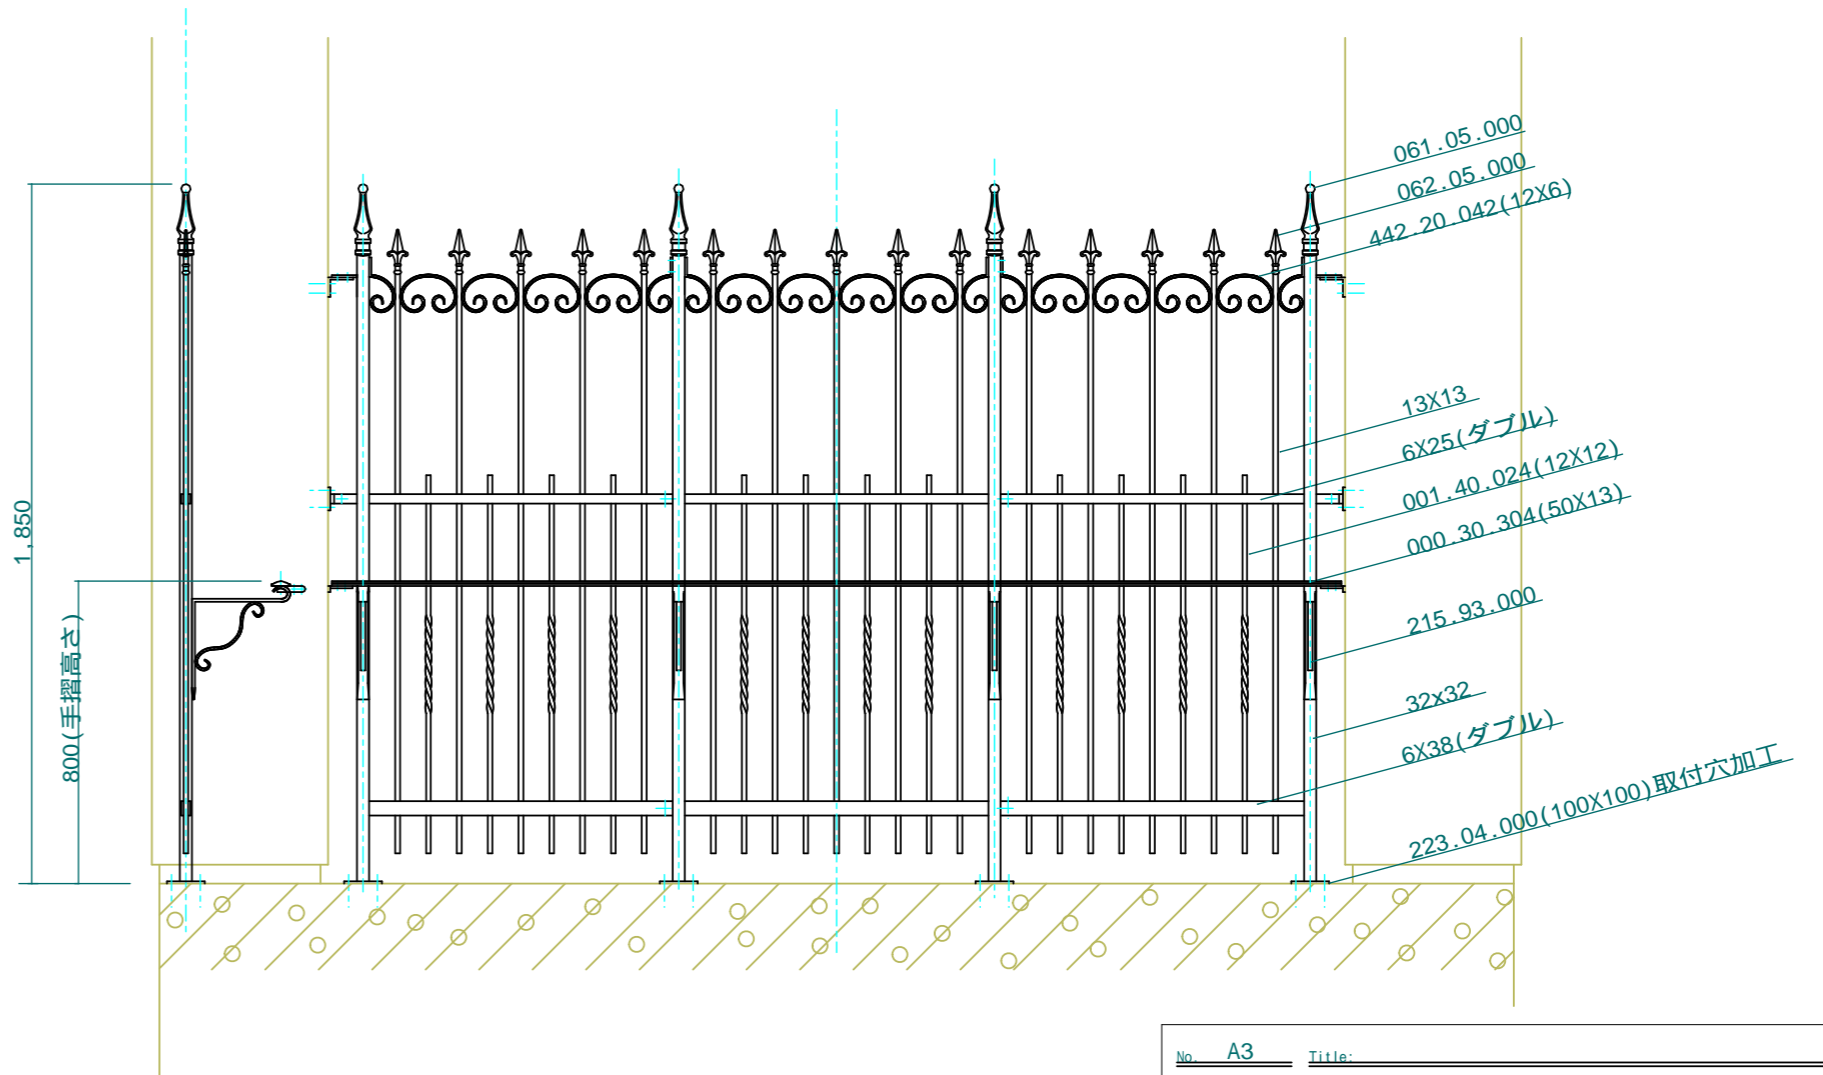 061.05.000
062.05.000
442.20.042(12X6)
13X13
6X25(ダブル)
001.40.024(12X12)
000.30.304(50X13)
215.93.000
32x32
6X38(ダブル)
223.04.000(100X100)取付穴加工
1,850
800(手摺高さ)
No. A3 Title: